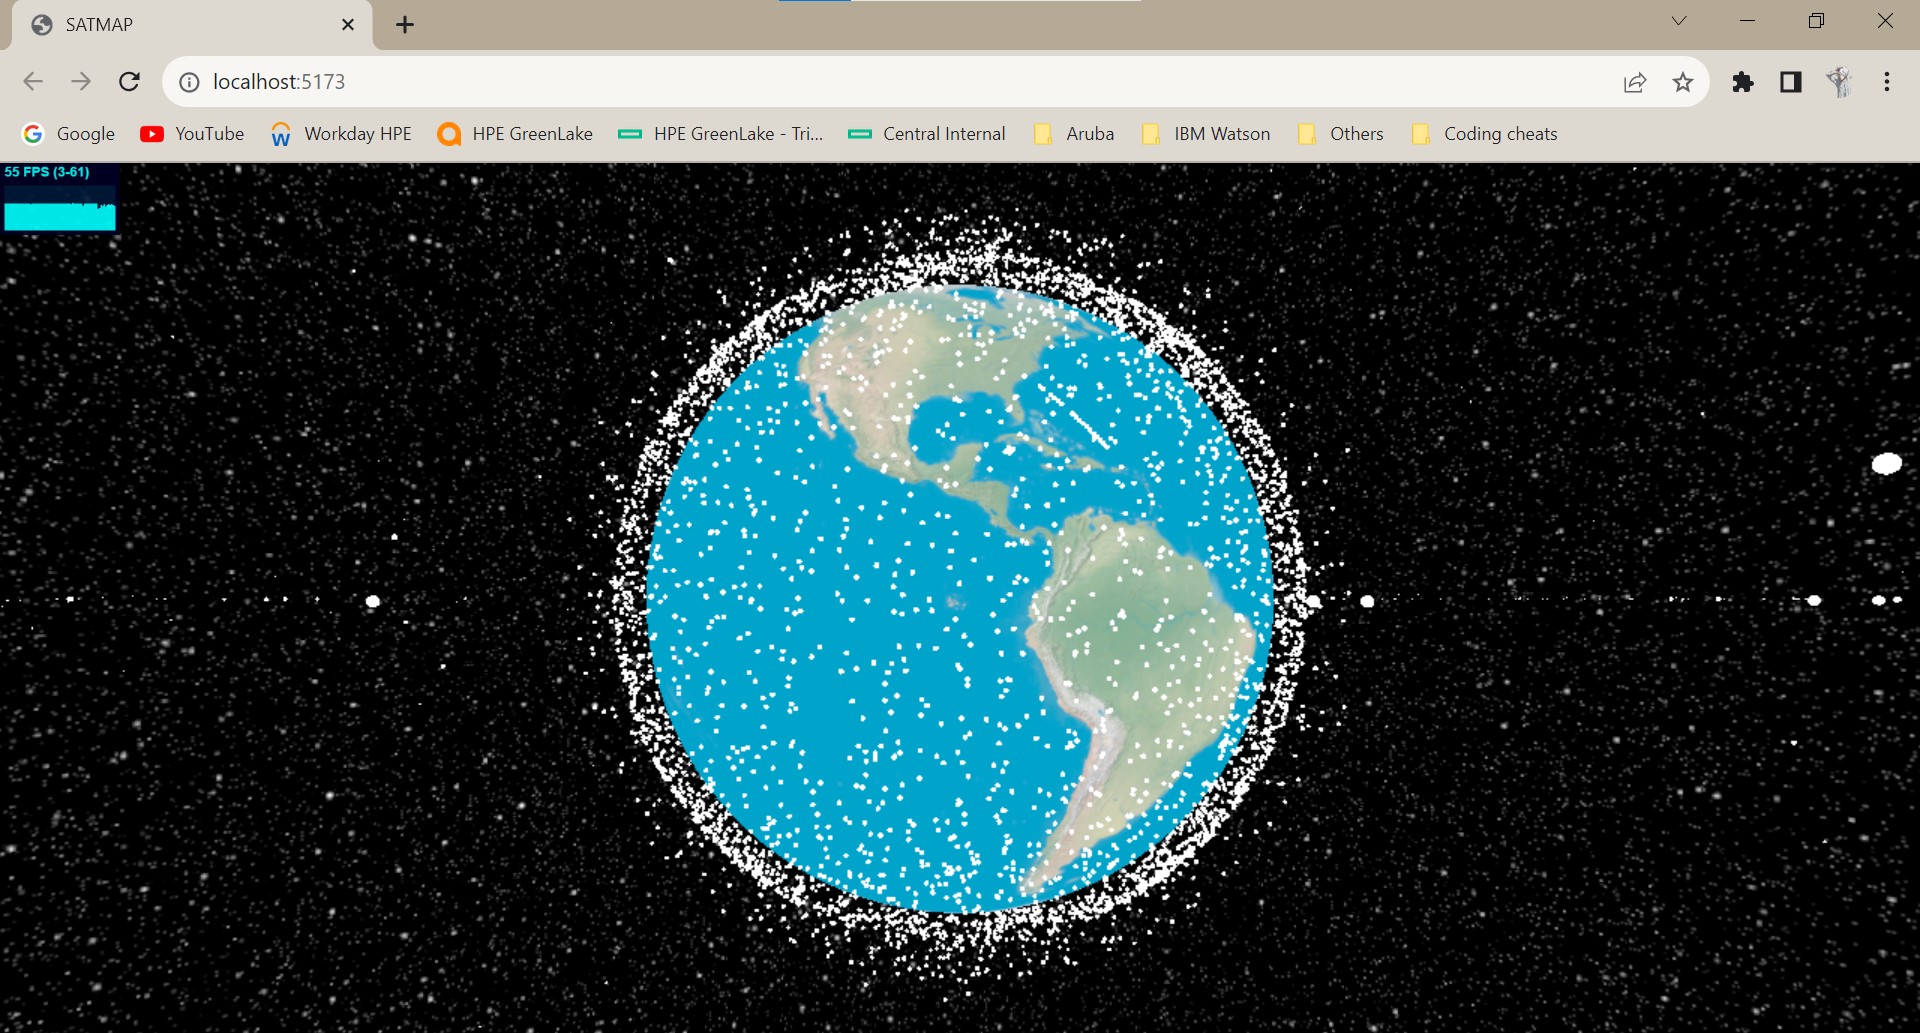 SATMAP
localhost:5173
Google YouTube Workday HPE HPE GreenLake HPE GreenLake - Tri... Central Internal Aruba IBM Watson Others Coding cheats
55 FPS (3-61)